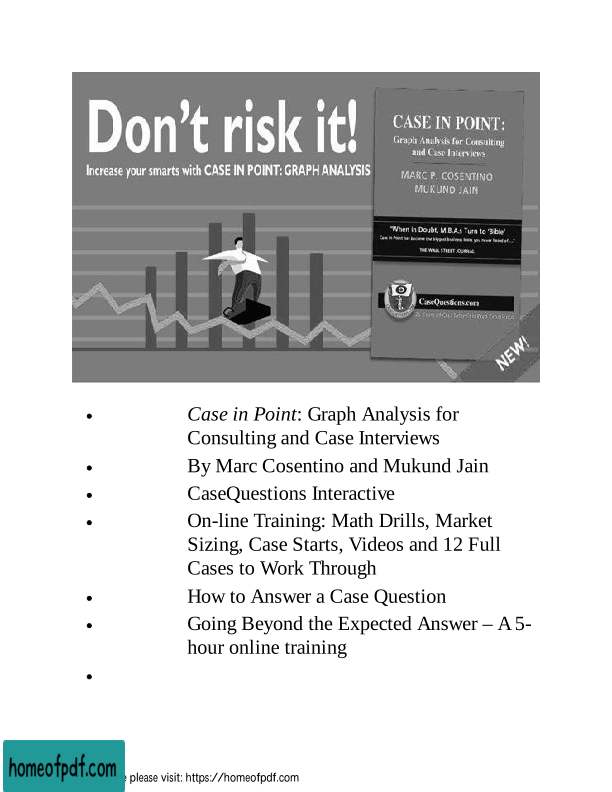 Don't risk it!
Increase your smarts with CASE IN POINT: GRAPH ANALYSIS
CASE IN POINT:
Graph Analysis for Consulting
and Case Interviews
MARC P. COSENTINO
MUKUND JAIN
"When in Doubt, M.B.A.s Turn to 'Bible'
THE WALL STREET JOURNAL
CaseQuestions.com
NEW!
• Case in Point: Graph Analysis for
Consulting and Case Interviews
• By Marc Cosentino and Mukund Jain
• CaseQuestions Interactive
• On-line Training: Math Drills, Market
Sizing, Case Starts, Videos and 12 Full
Cases to Work Through
• How to Answer a Case Question
• Going Beyond the Expected Answer – A 5-
hour online training
•
homeofpdf.com
e please visit: https://homeofpdf.com